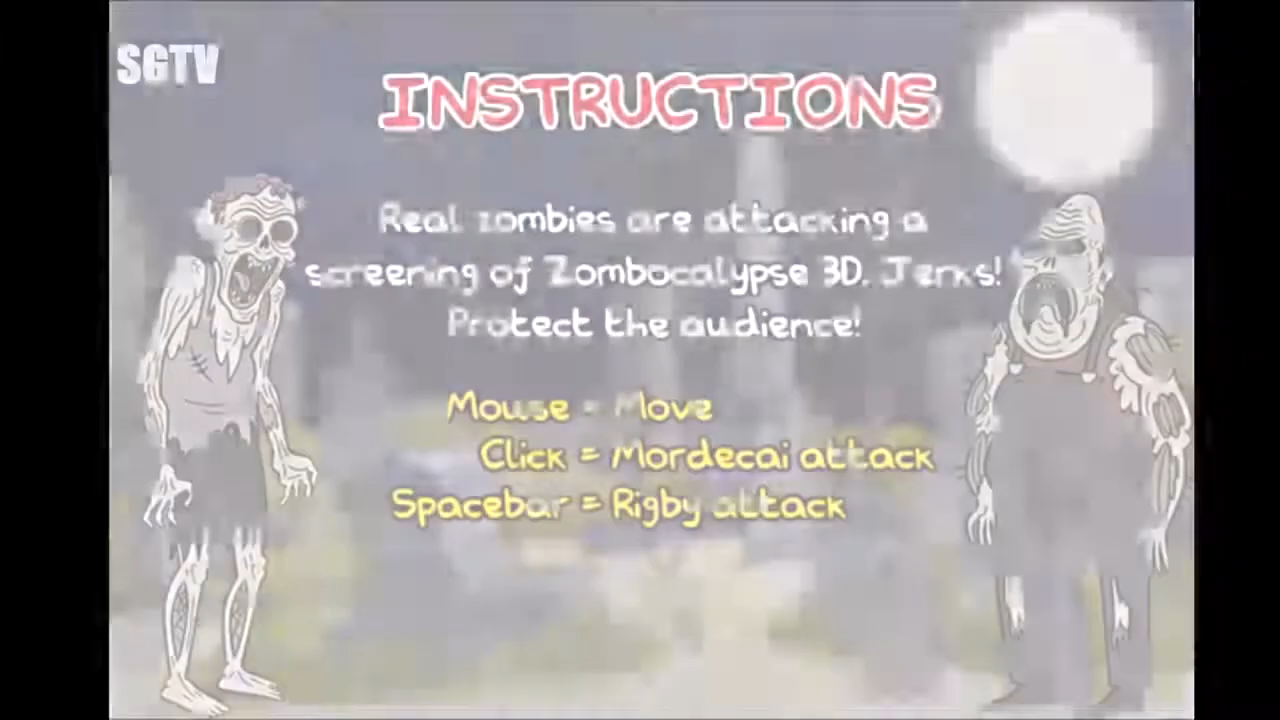 SGTV
INSTRUCTIONS
Real zombies are attacking a
screening of Zombocalypse 3D. Jerks!
Protect the audience!
Mouse = Move
Click = Mordecai attack
Spacebar = Rigby attack